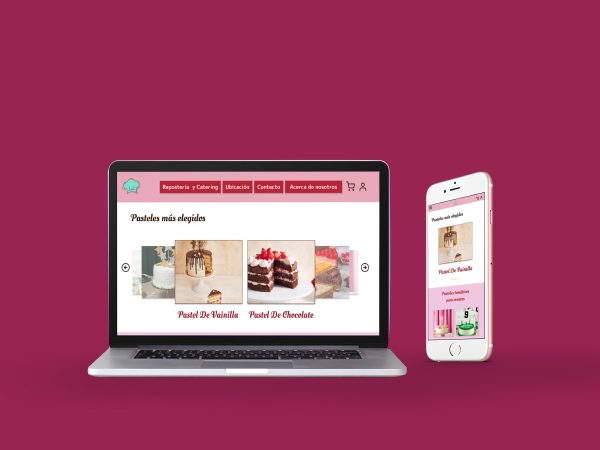 Repostería y Catering
Ubicación
Contacto
Acerca de nosotros
Pasteles más elegidos
Pastel De Vainilla
Pastel De Chocolate
Pasteles más elegidos
Pastel De Vainilla
Pasteles temáticos
para eventos